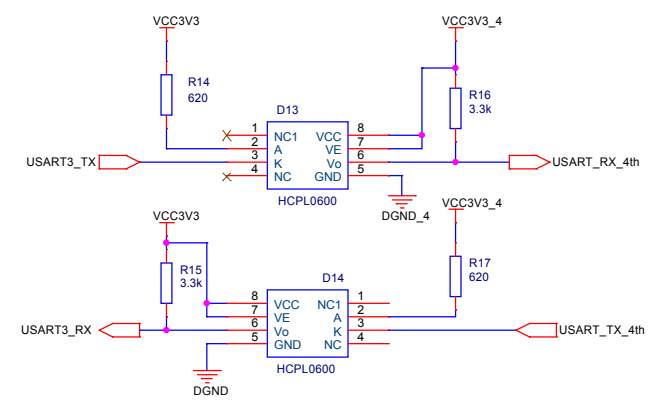 VCC3V3
VCC3V3_4
R14
620
D13
R16
3.3k
1
2
3
4
NC1
A
K
NC
VCC
VE
Vo
GND
8
7
6
5
USART3_TX
USART_RX_4th
HCPL0600
DGND_4
VCC3V3
VCC3V3_4
R15
3.3k
D14
R17
620
8
7
6
5
VCC
VE
Vo
GND
NC1
A
K
NC
1
2
3
4
USART3_RX
USART_TX_4th
HCPL0600
DGND